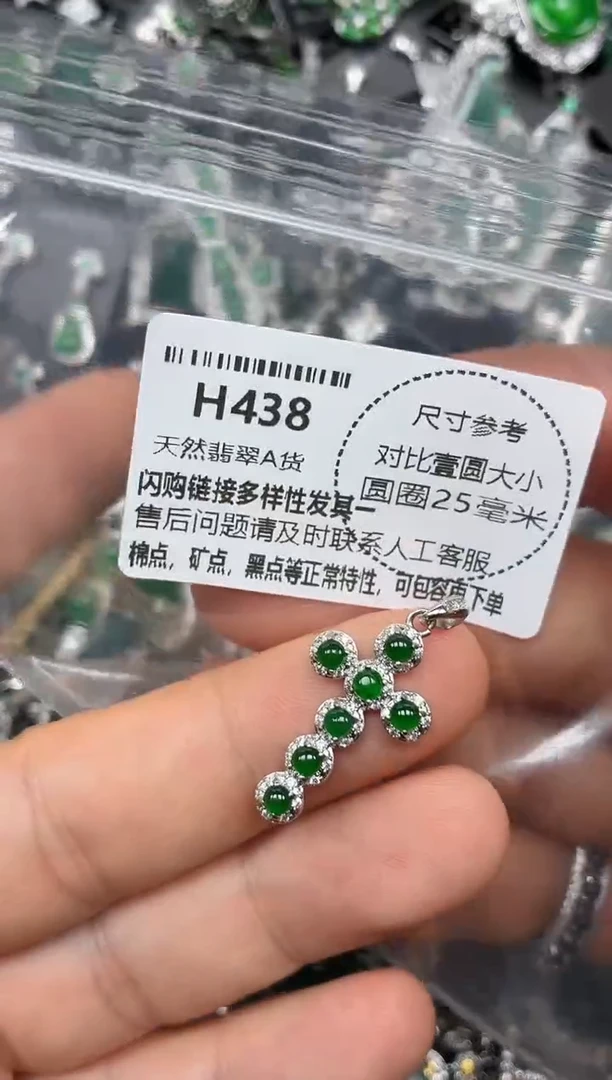 H438
天然翡翠A货
闪购链接多样性发其一
售后问题请及时联系人工客服
棉点，矿点，黑点等正常特性，可包容再下单
尺寸参考
对比壹圆大小
圆圈25毫米